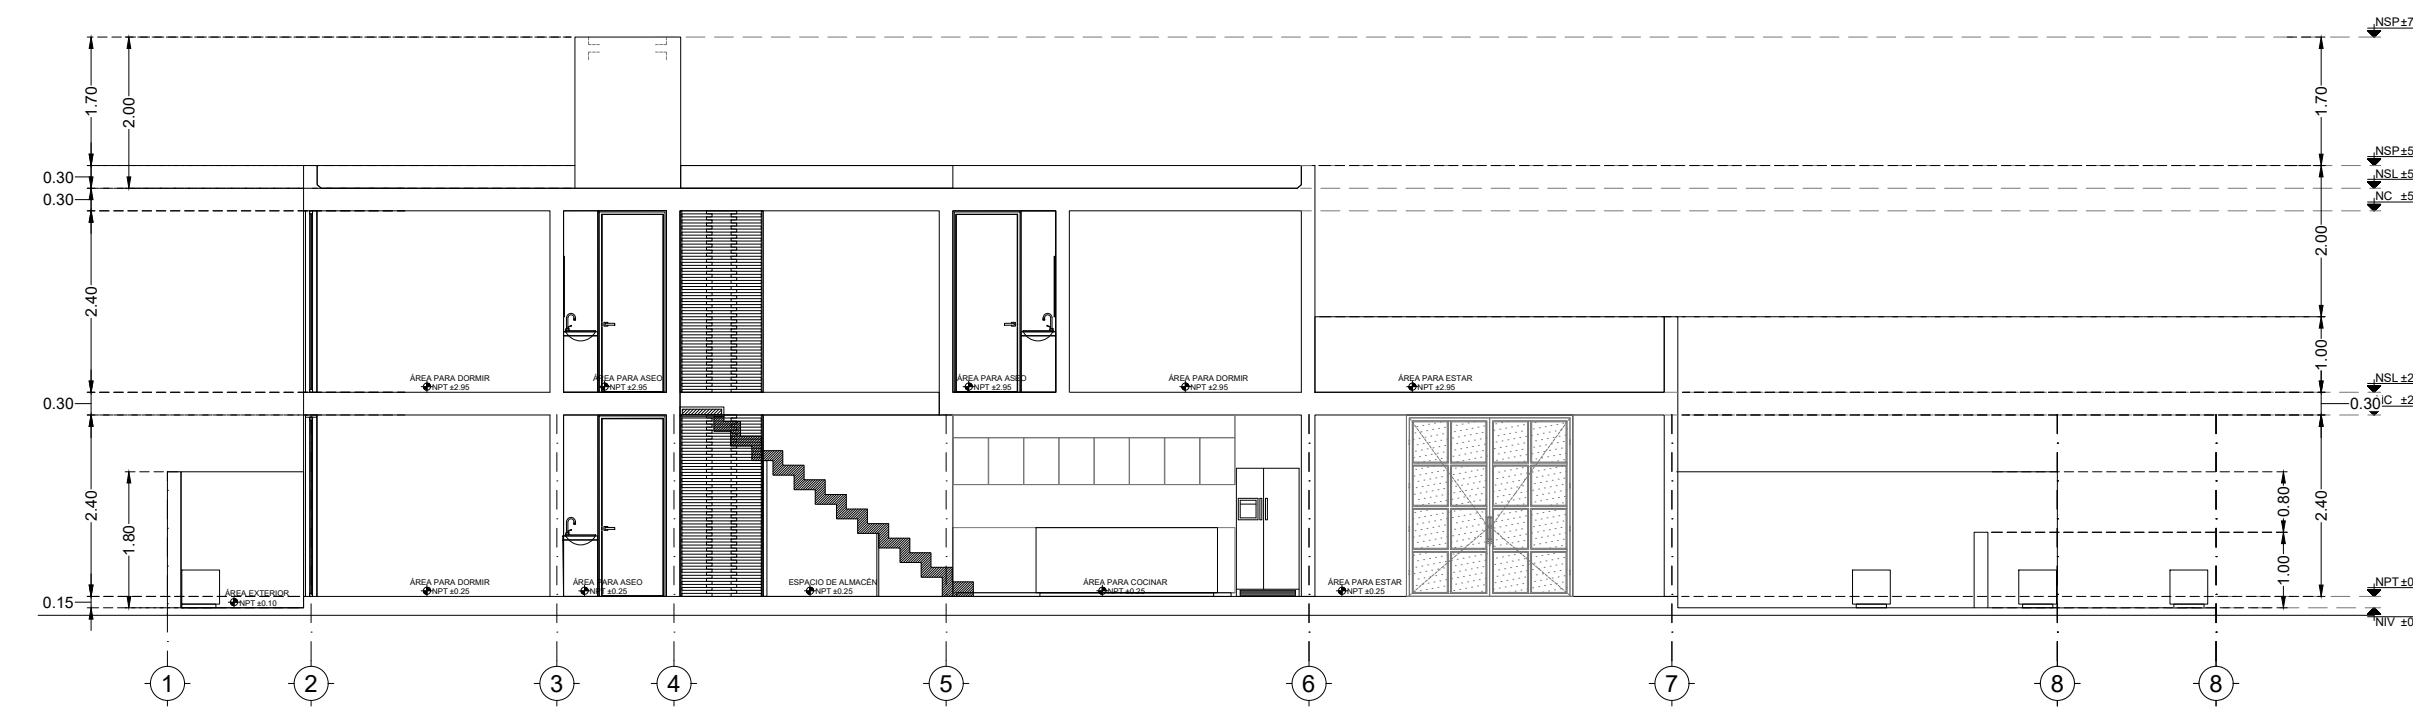 NSP±7
1.70
2.00
1.70
NSP±5
0.30
NSL ±5
0.30
NC ±5
2.40
2.00
1.00
ÁREA PARA DORMIR
NPT ±2.95
ÁREA PARA ASEO
NPT ±2.95
ÁREA PARA ASEO
NPT ±2.95
ÁREA PARA DORMIR
NPT ±2.95
ÁREA PARA ESTAR
NPT ±2.95
NSL ±2
0.30
0.30
C ±2
2.40
1.80
0.80
2.40
1.00
ÁREA EXTERIOR
NPT ±0.10
ÁREA PARA DORMIR
NPT ±0.25
ÁREA PARA ASEO
NPT ±0.25
ESPACIO DE ALMACÉN
NPT ±0.25
ÁREA PARA COCINAR
NPT ±0.25
ÁREA PARA ESTAR
NPT ±0.25
NPT ±0
0.15
NIV ±0
1 2 3 4 5 6 7 8 8